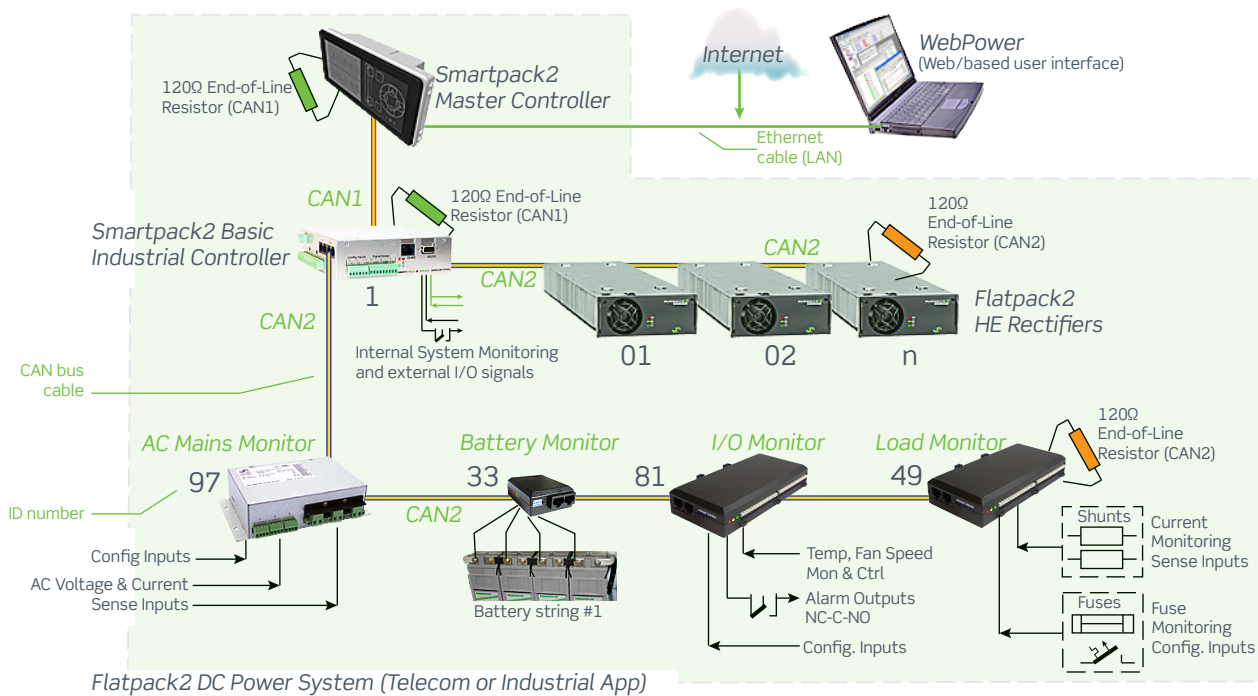 Smartpack2
Master Controller
120Ω End-of-Line
Resistor (CAN1)
Internet
WebPower
(Web/based user interface)
Ethernet
cable (LAN)
CAN1
120Ω End-of-Line
Resistor (CAN1)
120Ω
End-of-Line
Resistor (CAN2)
Smartpack2 Basic
Industrial Controller
CAN2
CAN2
1
CAN2
Flatpack2
HE Rectifiers
01
02
n
Internal System Monitoring
and external I/O signals
CAN bus
cable
AC Mains Monitor
Battery Monitor
I/O Monitor
Load Monitor
120Ω
End-of-Line
Resistor (CAN2)
97
33
81
49
ID number
CAN2
Config Inputs
AC Voltage & Current
Sense Inputs
Battery string #1
Temp, Fan Speed
Mon & Ctrl
Alarm Outputs
NC-C-NO
Config. Inputs
Shunts
Current
Monitoring
Sense Inputs
Fuses
Fuse
Monitoring
Config. Inputs
Flatpack2 DC Power System (Telecom or Industrial App)